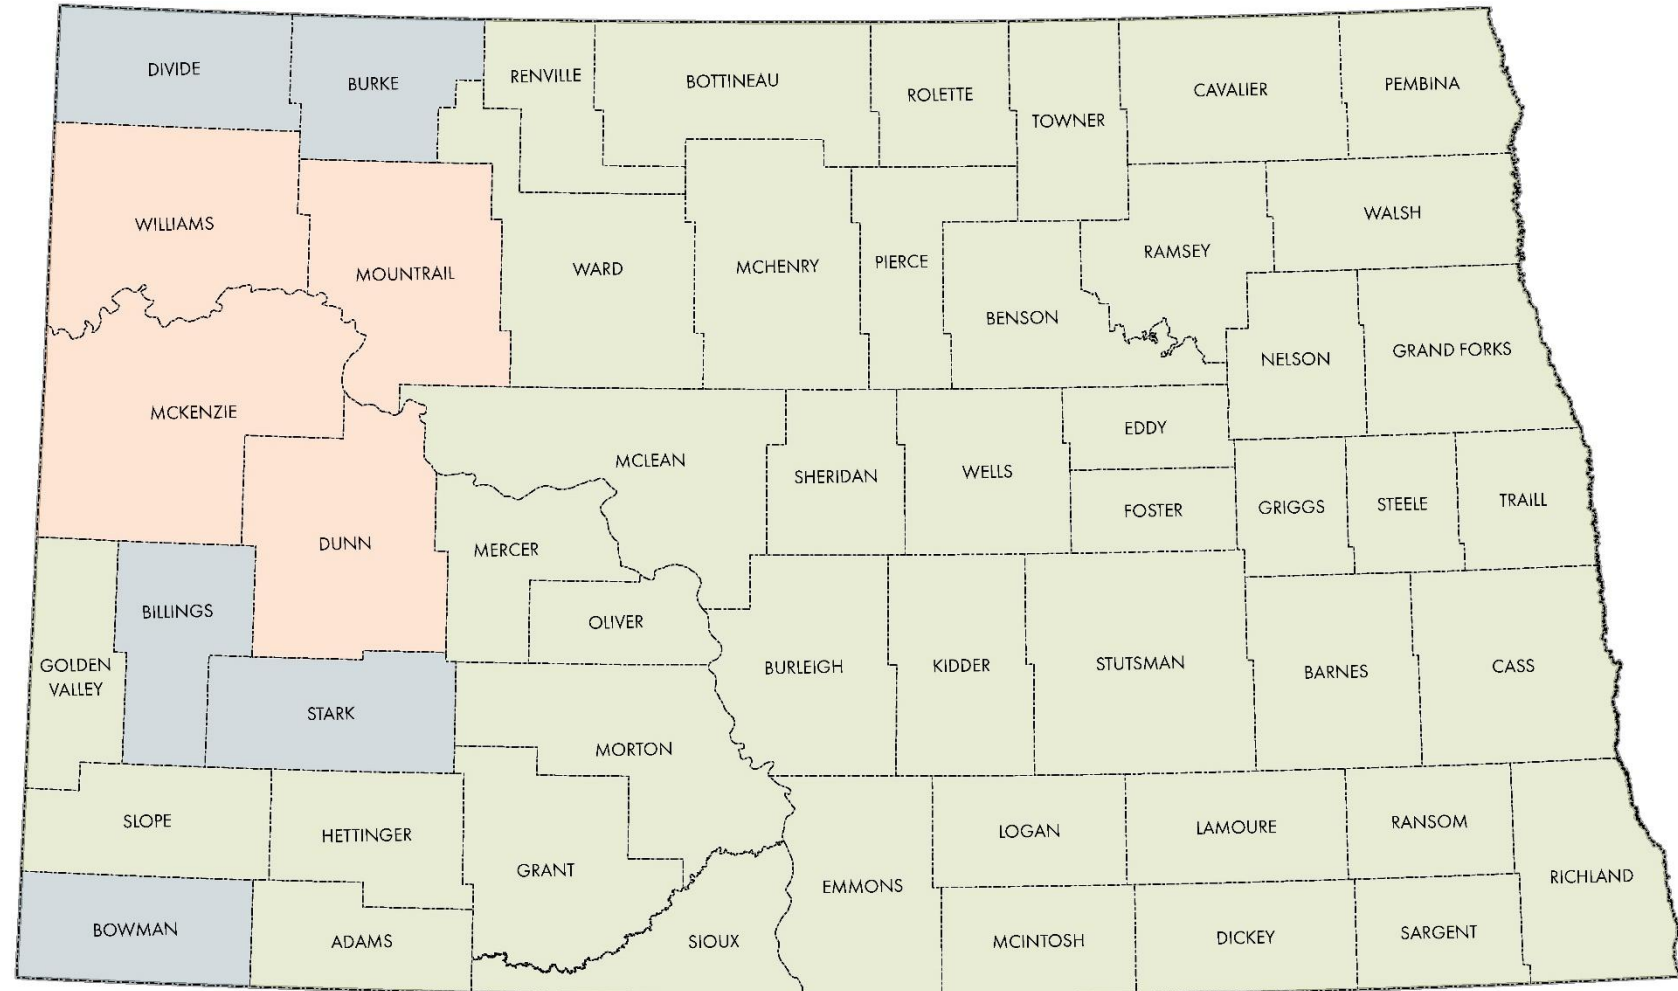 DIVIDE
BURKE
RENVILLE
BOTTINEAU
ROLETTE
TOWNER
CAVALIER
PEMBINA
WILLIAMS
MOUNTRAIL
WARD
MCHENRY
PIERCE
BENSON
RAMSEY
WALSH
NELSON
GRAND FORKS
MCKENZIE
DUNN
MCLEAN
SHERIDAN
WELLS
EDDY
FOSTER
GRIGGS
STEELE
TRAILL
MERCER
OLIVER
GOLDEN
VALLEY
BILLINGS
STARK
MORTON
BURLEIGH
KIDDER
STUTSMAN
BARNES
CASS
SLOPE
HETTINGER
GRANT
EMMONS
LOGAN
LAMOURE
RANSOM
RICHLAND
BOWMAN
ADAMS
SIOUX
MCINTOSH
DICKEY
SARGENT